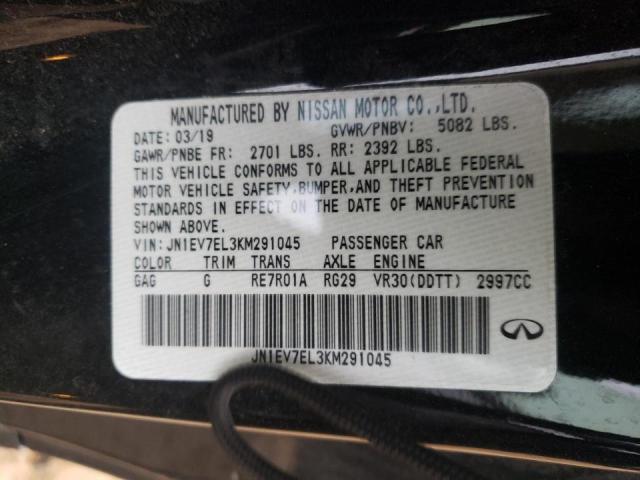 MANUFACTURED BY NISSAN MOTOR CO.,LTD.
DATE: 03/19 GVWR/PNBV: 5082 LBS.
GAWR/PNBE FR: 2701 LBS. RR: 2392 LBS.
THIS VEHICLE CONFORMS TO ALL APPLICABLE FEDERAL
MOTOR VEHICLE SAFETY,BUMPER,AND THEFT PREVENTION
STANDARDS IN EFFECT ON THE DATE OF MANUFACTURE
SHOWN ABOVE.
VIN: JN1EV7EL3KM291045 PASSENGER CAR
COLOR TRIM TRANS AXLE ENGINE
GAG G RE7R01A RG29 VR30(DDTT) 2997CC
JN1EV7EL3KM291045